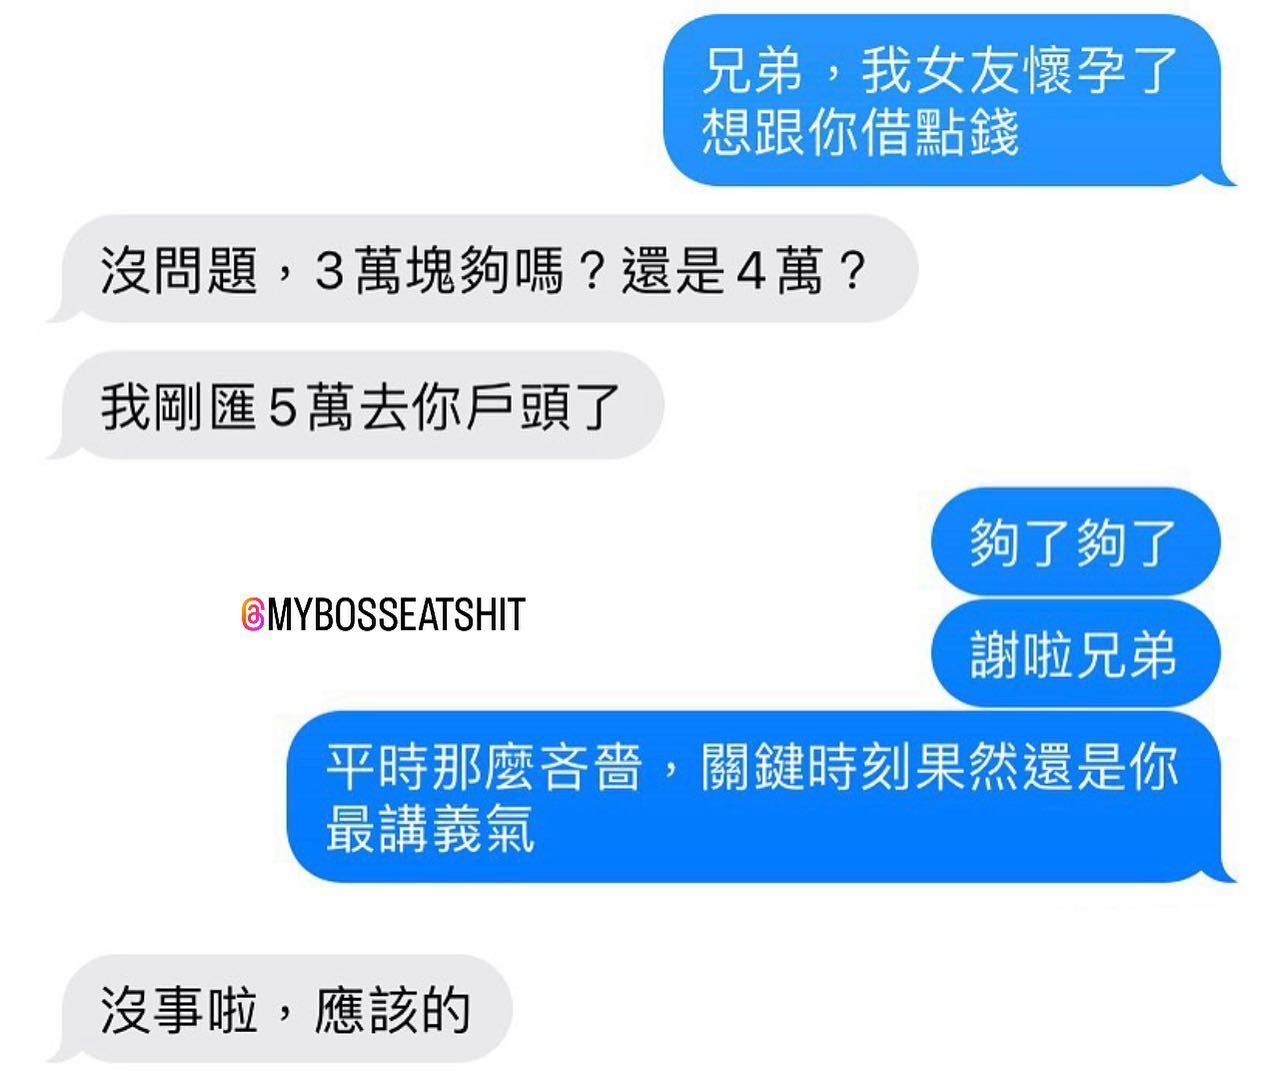 兄弟，我女友懷孕了
想跟你借點錢
沒問題，3萬塊夠嗎？還是4萬？
我剛匯5萬去你戶頭了
夠了夠了
@MYBOSSEATSHIT
謝啦兄弟
平時那麼吝嗇，關鍵時刻果然還是你
最講義氣
沒事啦，應該的